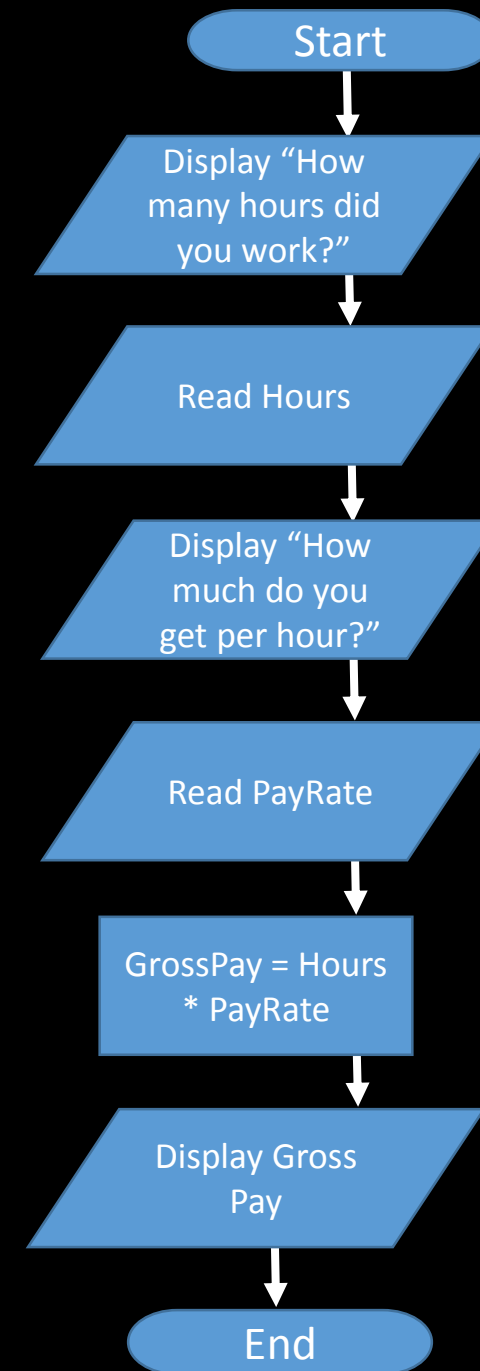 Start
Display “How
many hours did
you work?”
Read Hours
Display “How
much do you
get per hour?”
Read PayRate
GrossPay = Hours
* PayRate
Display Gross
Pay
End